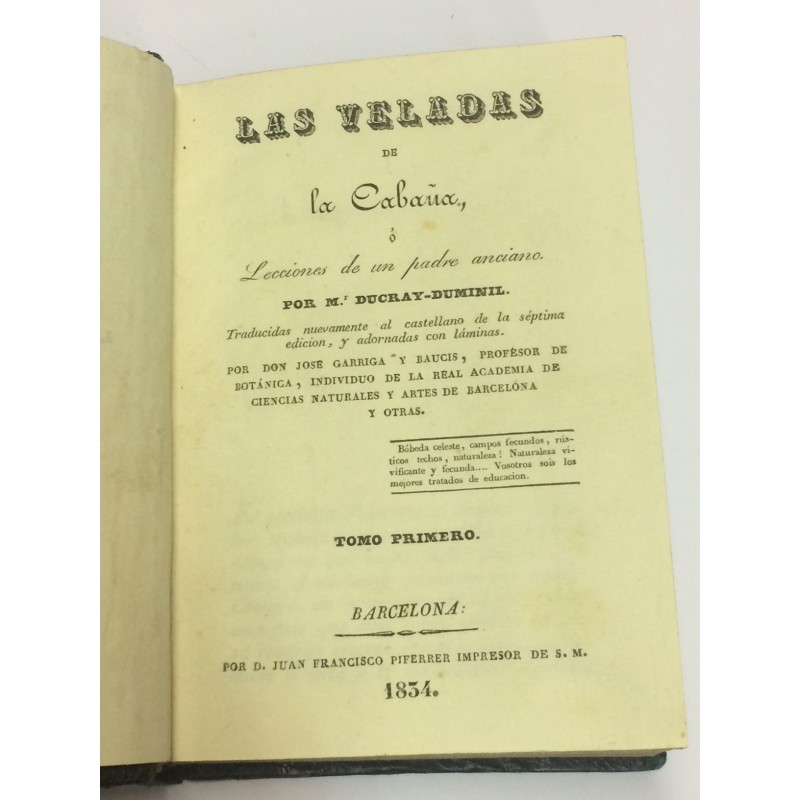 LAS VELADAS
DE
la Cabaña,
ó
Lecciones de un padre anciano.
POR M.r DUCRAY-DUMINIL.
Traducidas nuevamente al castellano de la séptima
edicion, y adornadas con láminas.
POR DON JOSÉ GARRIGA Y BAUCIS, PROFESOR DE
BOTÁNICA, INDIVIDUO DE LA REAL ACADEMIA DE
CIENCIAS NATURALES Y ARTES DE BARCELONA
Y OTRAS.
Bóbeda celeste, campos fecundos, rús-
ticos techos, naturaleza! Naturaleza vi-
vificante y fecunda.... Vosotros sois los
mejores tratados de educacion.
TOMO PRIMERO.
BARCELONA:
POR D. JUAN FRANCISCO PIFERRER IMPRESOR DE S. M.
1834.